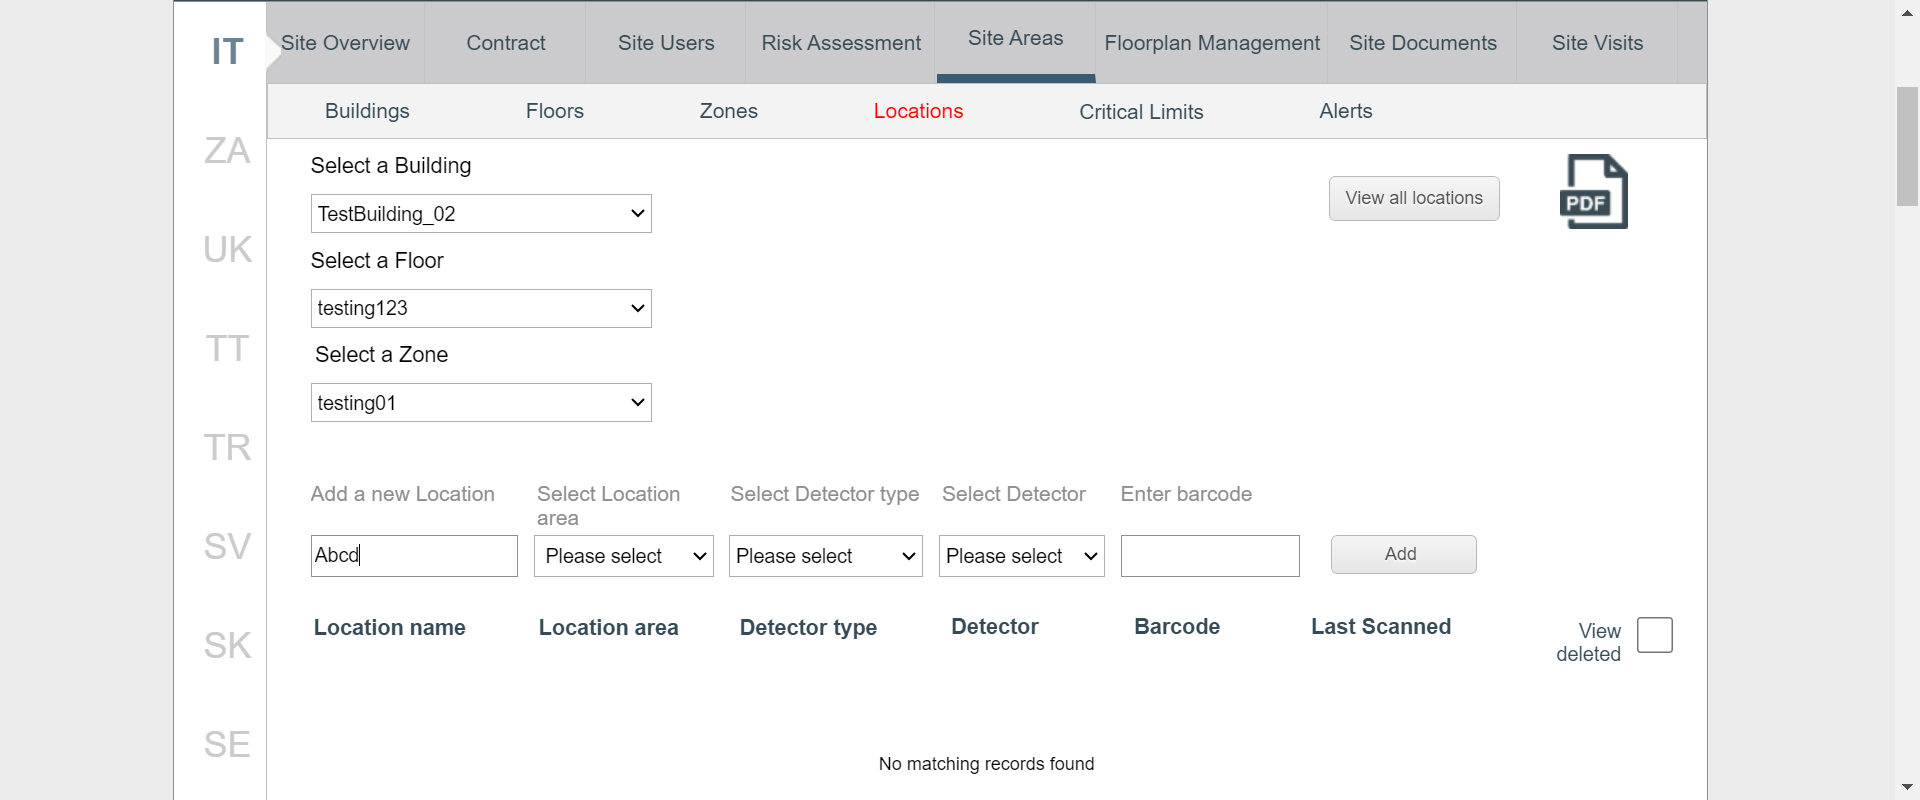 IT
Site Overview
Contract
Site Users
Risk Assessment
Site Areas
Floorplan Management
Site Documents
Site Visits
Buildings
Floors
Zones
Locations
Critical Limits
Alerts
ZA
UK
TT
TR
SV
SK
SE
Select a Building
TestBuilding_02
View all locations
PDF
Select a Floor
testing123
Select a Zone
testing01
Add a new Location
Select Location
area
Select Detector type
Select Detector
Enter barcode
Abcd
Please select
Please select
Please select
Add
Location name
Location area
Detector type
Detector
Barcode
Last Scanned
View
deleted
No matching records found